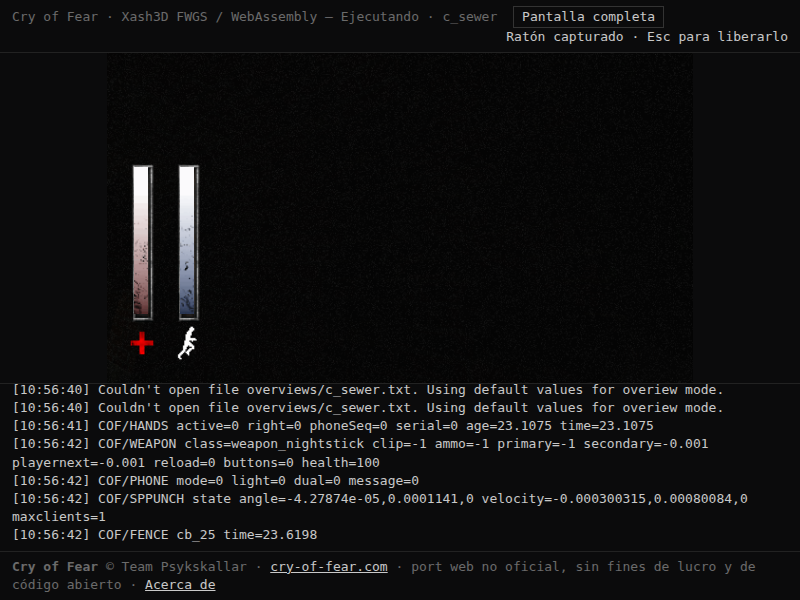 Cry of Fear · Xash3D FWGS / WebAssembly — Ejecutando · c_sewer
Pantalla completa
Ratón capturado · Esc para liberarlo
[10:56:40] Couldn't open file overviews/c_sewer.txt. Using default values for overiew mode.
[10:56:40] Couldn't open file overviews/c_sewer.txt. Using default values for overiew mode.
[10:56:41] COF/HANDS active=0 right=0 phoneSeq=0 serial=0 age=23.1075 time=23.1075
[10:56:42] COF/WEAPON class=weapon_nightstick clip=-1 ammo=-1 primary=-1 secondary=-0.001
playernext=-0.001 reload=0 buttons=0 health=100
[10:56:42] COF/PHONE mode=0 light=0 dual=0 message=0
[10:56:42] COF/SPPUNCH state angle=-4.27874e-05,0.0001141,0 velocity=-0.000300315,0.00080084,0
maxclients=1
[10:56:42] COF/FENCE cb_25 time=23.6198
Cry of Fear © Team Psykskallar · cry-of-fear.com · port web no oficial, sin fines de lucro y de
código abierto · Acerca de